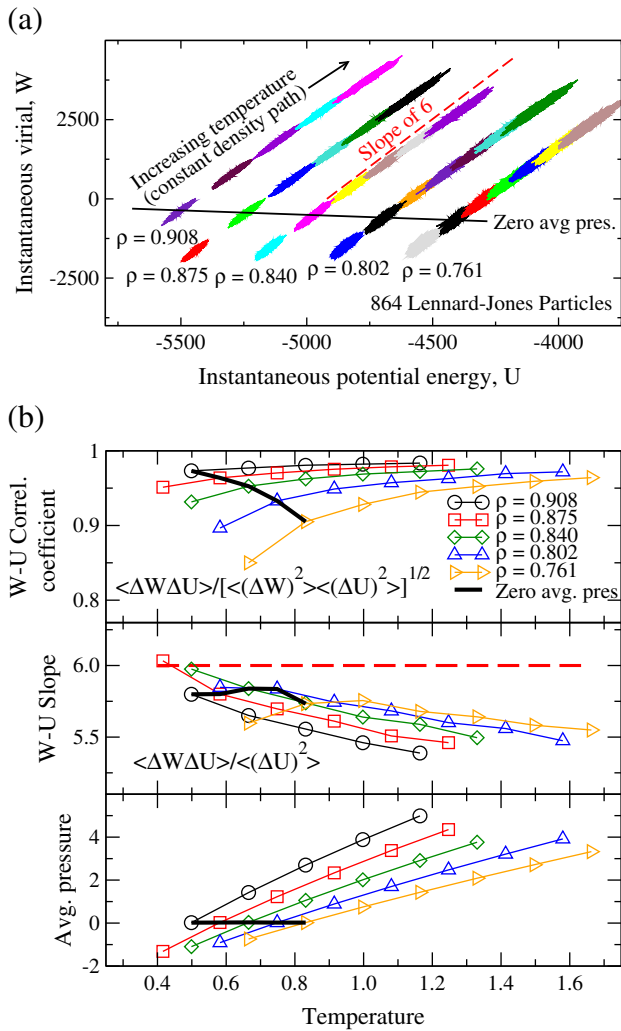 (a)
Instantaneous virial, W
2500
0
-2500
Increasing temperature
(constant density path)
Slope of 6
Zero avg pres.
ρ = 0.908
ρ = 0.875
ρ = 0.840
ρ = 0.802
ρ = 0.761
864 Lennard-Jones Particles
-5500
-5000
-4500
-4000
Instantaneous potential energy, U
(b)
W-U Correl.
coefficient
1
0.9
0.8
ρ = 0.908
ρ = 0.875
ρ = 0.840
ρ = 0.802
ρ = 0.761
Zero avg. pres
<ΔWΔU>/[<(ΔW)²><(ΔU)²>]^1/2
W-U Slope
6.0
5.5
<ΔWΔU>/<(ΔU)²>
Avg. pressure
4
2
0
-2
0.4
0.6
0.8
1.0
1.2
1.4
1.6
Temperature